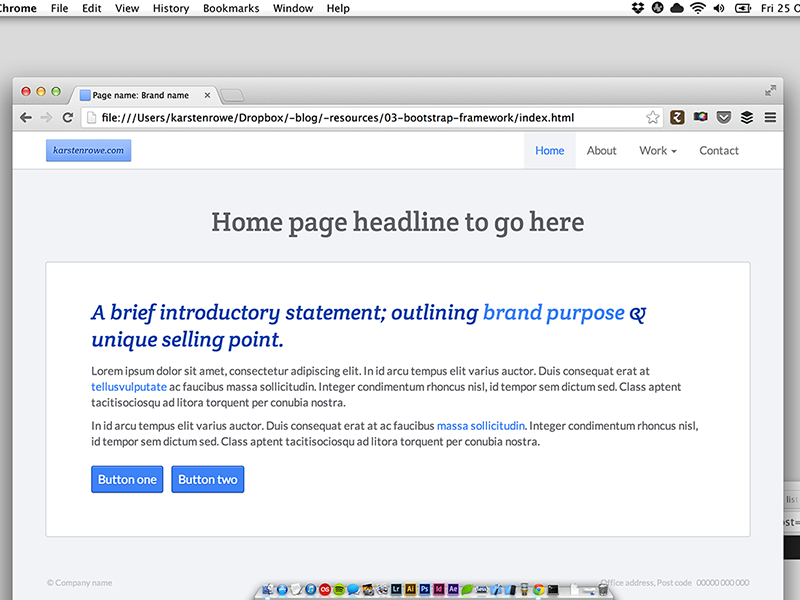 Chrome File Edit View History Bookmarks Window Help Fri 25 O
Page name: Brand name
file:///Users/karstenrowe/Dropbox/-blog/-resources/03-bootstrap-framework/index.html
karstenrowe.com Home About Work Contact
Home page headline to go here
A brief introductory statement; outlining brand purpose &
unique selling point.
Lorem ipsum dolor sit amet, consectetur adipiscing elit. In id arcu tempus elit varius auctor. Duis consequat erat at
tellusvulputate ac faucibus massa sollicitudin. Integer condimentum rhoncus nisl, id tempor sem dictum sed. Class aptent
tacitisociosqu ad litora torquent per conubia nostra.
In id arcu tempus elit varius auctor. Duis consequat erat at ac faucibus massa sollicitudin. Integer condimentum rhoncus nisl,
id tempor sem dictum sed. Class aptent tacitisociosqu ad litora torquent per conubia nostra.
Button one Button two
list
ost=
© Company name Office address, Post code 00000 000 000
Lr Ai Ps Id Ae